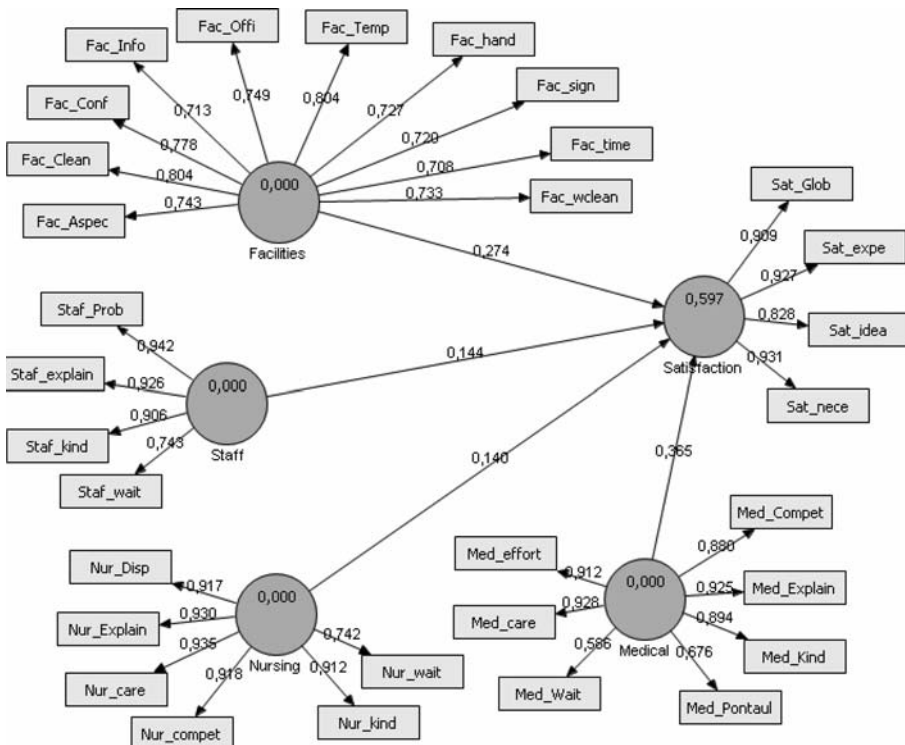 Fac_Offi
Fac_Temp
Fac_Info
Fac_hand
Fac_Conf
Fac_sign
Fac_Clean
Fac_time
Fac_Aspec
Fac_wclean
0,713
0,749
0,804
0,727
0,778
0,720
0,804
0,708
0,743
0,733
0,000
Facilities
0,274
Sat_Glob
0,909
Sat_expe
0,927
0,597
0,828
Sat_idea
Satisfaction
0,931
Sat_nece
Staf_Prob
0,942
Staf_explain
0,926
0,000
0,906
Staf_kind
0,743
Staff
Staf_wait
0,144
0,140
0,365
Nur_Disp
0,917
0,000
Nur_Explain
0,930
0,935
Nur_care
0,918
Nursing
0,742
Nur_wait
0,912
Nur_kind
Nur_compet
Med_Compet
0,880
Med_effort
0,912
0,000
0,925
Med_Explain
Med_care
0,928
0,894
Med_Kind
0,586
Medical
0,676
Med_Wait
Med_Pontaul